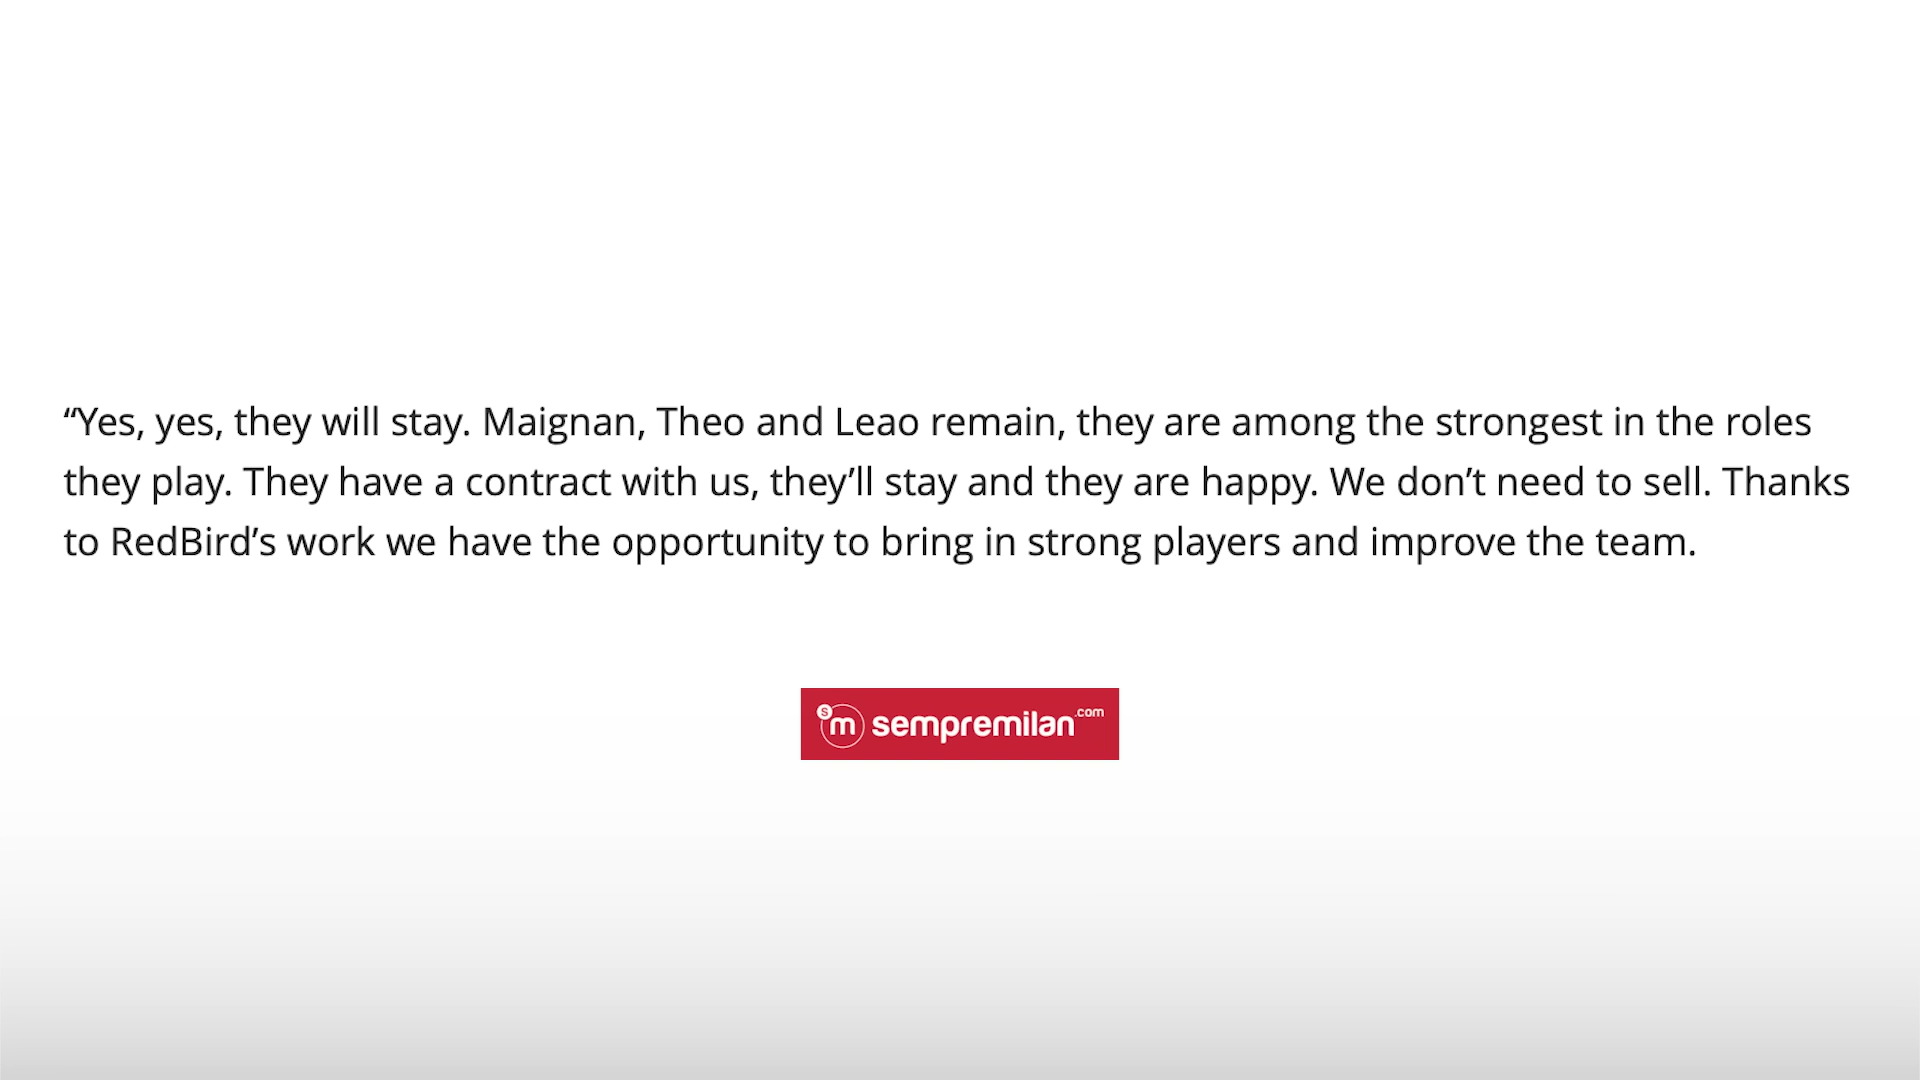 “Yes, yes, they will stay. Maignan, Theo and Leao remain, they are among the strongest in the roles
they play. They have a contract with us, they’ll stay and they are happy. We don’t need to sell. Thanks
to RedBird’s work we have the opportunity to bring in strong players and improve the team.
sm sempremilan.com